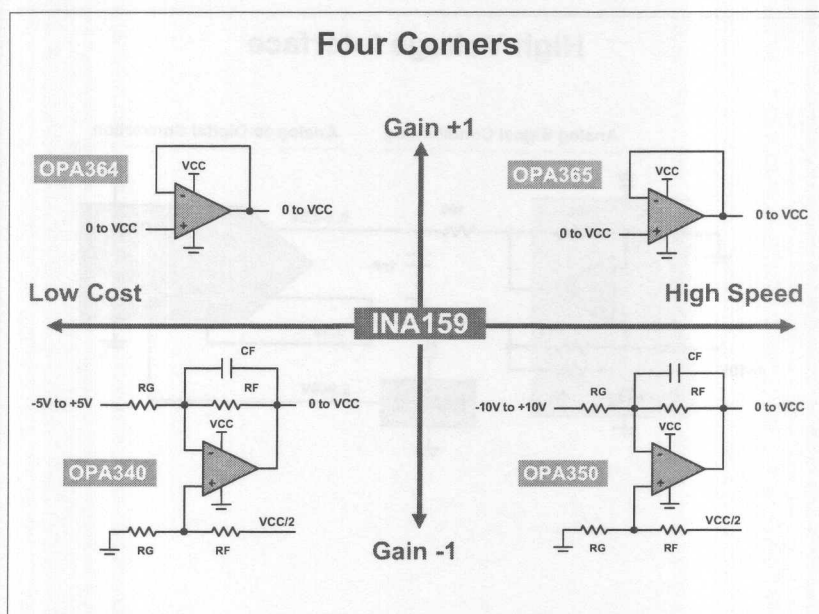 Four Corners
Gain +1
OPA364
VCC
-
+
0 to VCC
0 to VCC
OPA365
VCC
-
+
0 to VCC
0 to VCC
Low Cost
INA159
High Speed
CF
RG
RF
-5V to +5V
0 to VCC
VCC
-
+
OPA340
VCC/2
RG
RF
CF
RG
RF
-10V to +10V
0 to VCC
VCC
-
+
OPA350
VCC/2
RG
RF
Gain -1